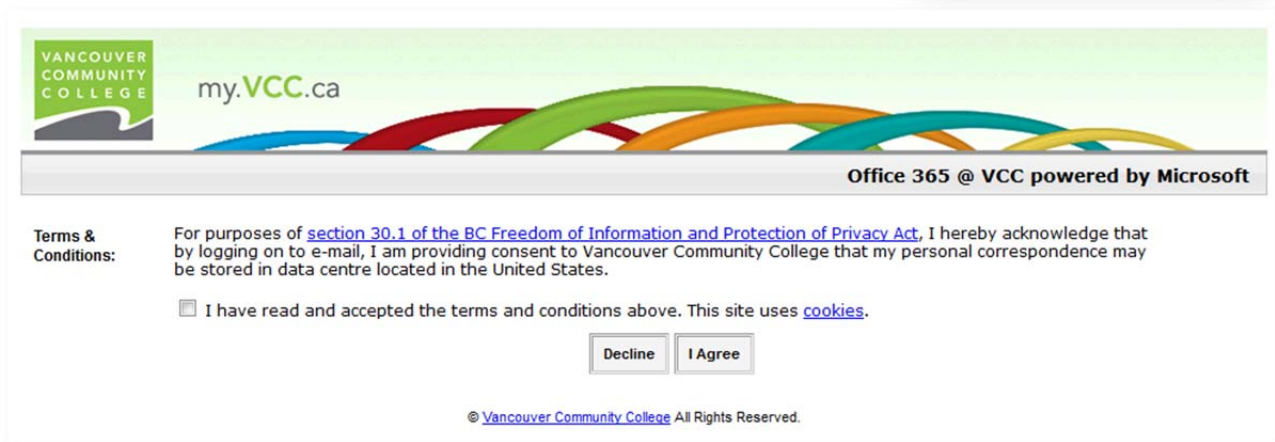 VANCOUVER
COMMUNITY
COLLEGE
my.VCC.ca
Office 365 @ VCC powered by Microsoft
Terms &
Conditions:
For purposes of section 30.1 of the BC Freedom of Information and Protection of Privacy Act, I hereby acknowledge that
by logging on to e-mail, I am providing consent to Vancouver Community College that my personal correspondence may
be stored in data centre located in the United States.
I have read and accepted the terms and conditions above. This site uses cookies.
Decline I Agree
© Vancouver Community College All Rights Reserved.